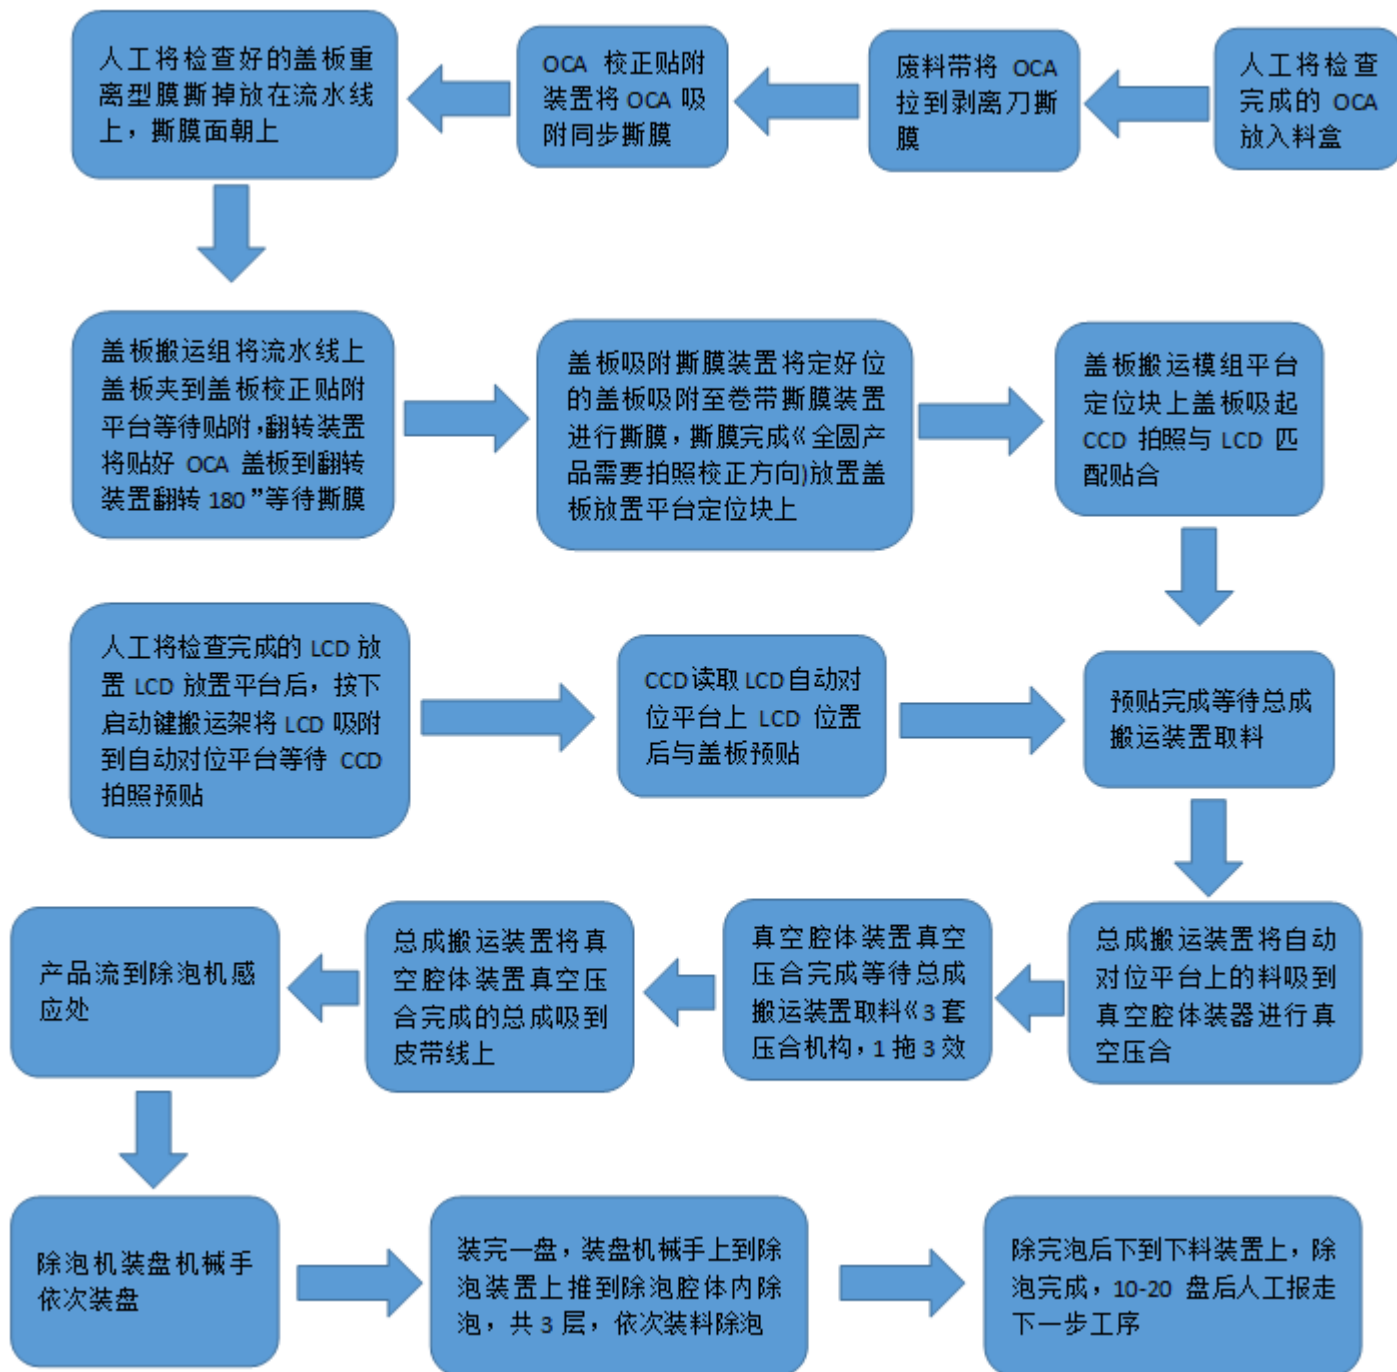 人工将检查好的盖板重
离型膜撕掉放在流水线
上，撕膜面朝上
OCA 校正贴附
装置将 OCA 吸
附同步撕膜
废料带将 OCA
拉到剥离刀撕
膜
人工将检查
完成的 OCA
放入料盒
盖板搬运组将流水线上
盖板夹到盖板校正贴附
平台等待贴附，翻转装置
将贴好 OCA 盖板到翻转
装置翻转 180”等待撕膜
盖板吸附撕膜装置将定好位
的盖板吸附至卷带撕膜装置
进行撕膜，撕膜完成《全圆产
品需要拍照校正方向)放置盖
板放置平台定位块上
盖板搬运模组平台
定位块上盖板吸起
CCD 拍照与 LCD 匹
配贴合
人工将检查完成的 LCD 放
置 LCD 放置平台后，按下
启动键搬运架将 LCD 吸附
到自动对位平台等待 CCD
拍照预贴
CCD读取LCD自动对
位平台上 LCD 位置
后与盖板预贴
预贴完成等待总成
搬运装置取料
产品流到除泡机感
应处
总成搬运装置将真
空腔体装置真空压
合完成的总成吸到
皮带线上
真空腔体装置真空
压合完成等待总成
搬运装置取料《3 套
压合机构，1 拖 3 效
总成搬运装置将自动
对位平台上的料吸到
真空腔体装器进行真
空压合
除泡机装盘机械手
依次装盘
装完一盘，装盘机械手上到除
泡装置上推到除泡腔体内除
泡，共 3 层，依次装料除泡
除完泡后下到下料装置上，除
泡完成，10-20 盘后人工报走
下一步工序